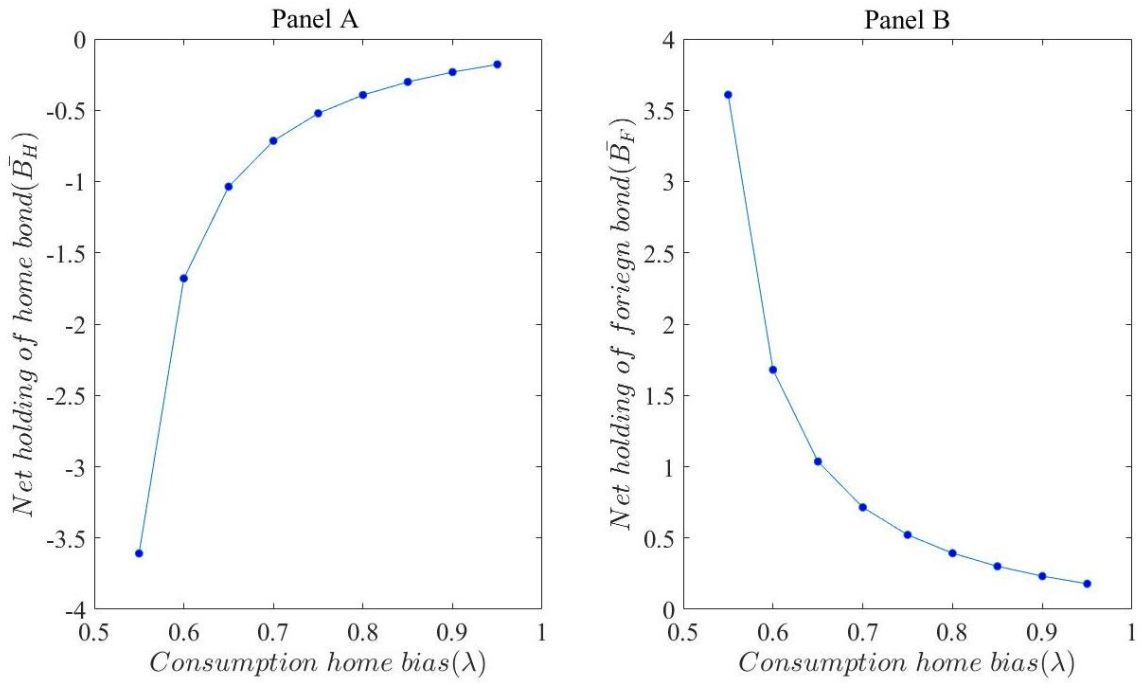 Panel A
Net holding of home bond(B̄_H)
0
-0.5
-1
-1.5
-2
-2.5
-3
-3.5
-4
0.5 0.6 0.7 0.8 0.9 1
Consumption home bias(λ)
Panel B
Net holding of foriegn bond(B̄_F)
4
3.5
3
2.5
2
1.5
1
0.5
0
0.5 0.6 0.7 0.8 0.9 1
Consumption home bias(λ)